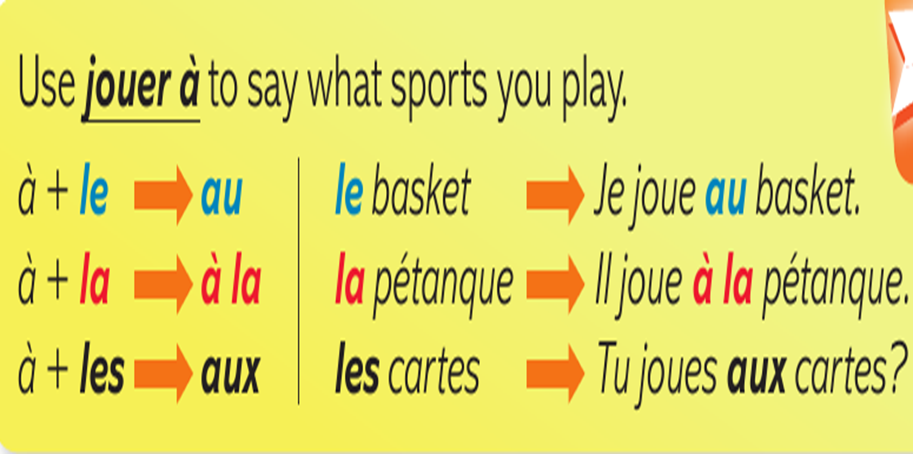 Use jouer à to say what sports you play.
à + le → au le basket → Je joue au basket.
à + la → à la la pétanque → Il joue à la pétanque.
à + les → aux les cartes → Tu joues aux cartes?